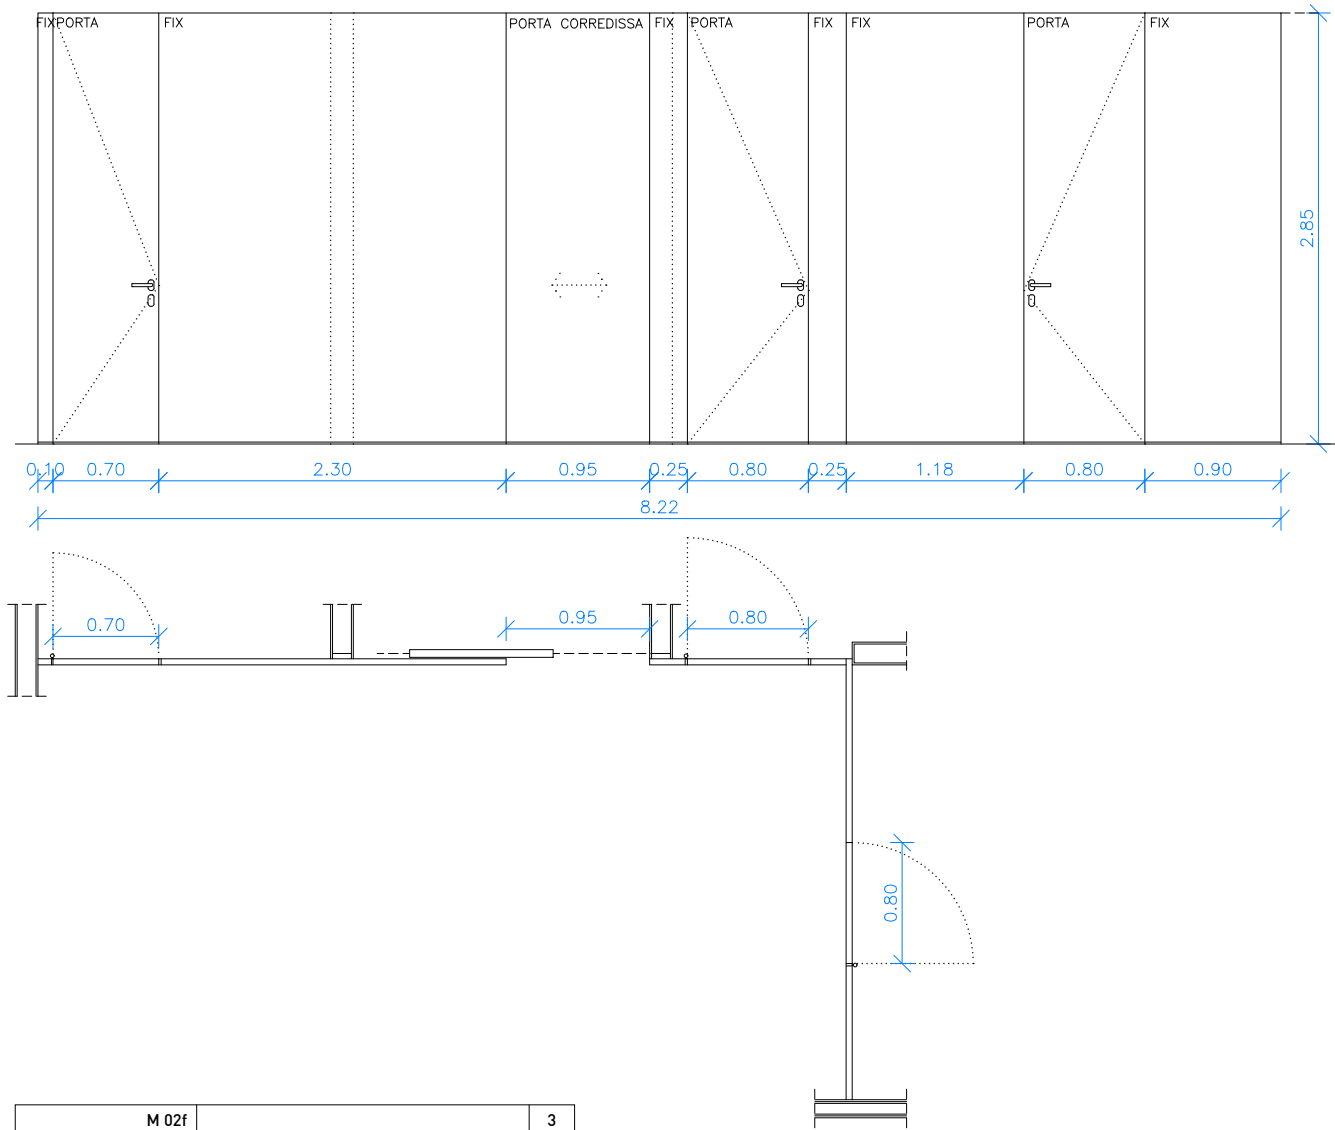 FIX PORTA FIX PORTA CORREDISSA FIX PORTA FIX FIX PORTA FIX
2.85
0.10 0.70 2.30 0.95 0.25 0.80 0.25 1.18 0.80 0.90
8.22
0.70 0.95 0.80
0.80
M 02f 3